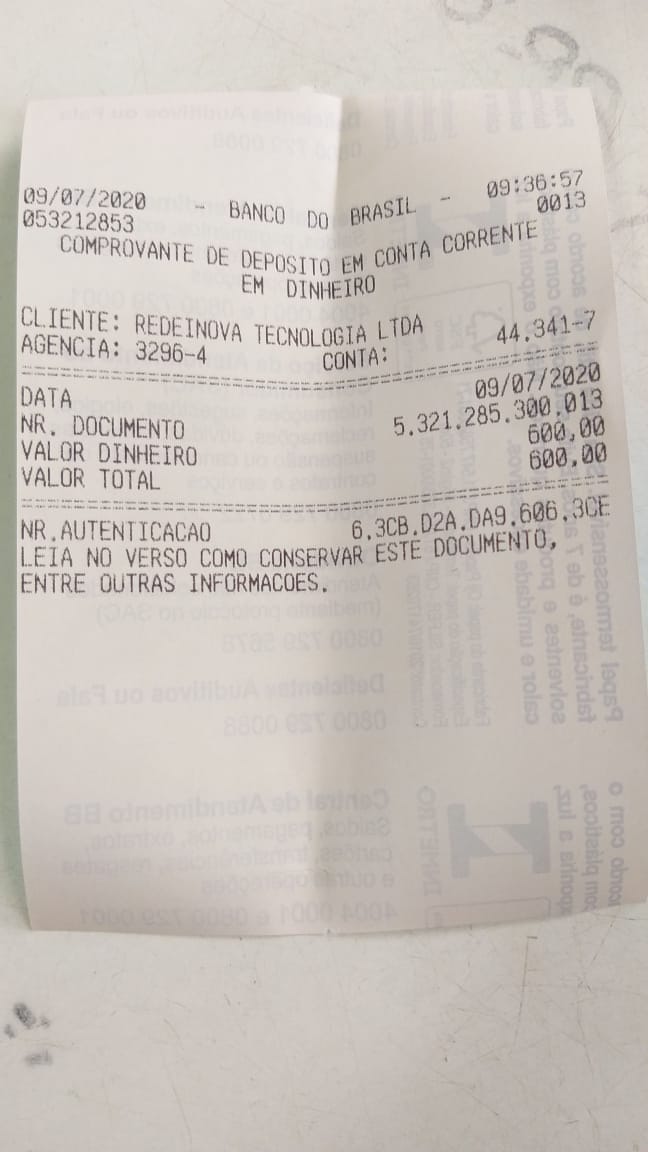 09/07/2020 - BANCO DO BRASIL - 09:36:57
053212853 0013
COMPROVANTE DE DEPOSITO EM CONTA CORRENTE
EM DINHEIRO
CLIENTE: REDEINOVA TECNOLOGIA LTDA
AGENCIA: 3296-4 CONTA: 44.341-7
DATA 09/07/2020
NR. DOCUMENTO 5.321.285.300.013
VALOR DINHEIRO 600,00
VALOR TOTAL 600,00
NR.AUTENTICACAO 6.3CB.D2A.DA9.606.3CE
LEIA NO VERSO COMO CONSERVAR ESTE DOCUMENTO,
ENTRE OUTRAS INFORMACOES.